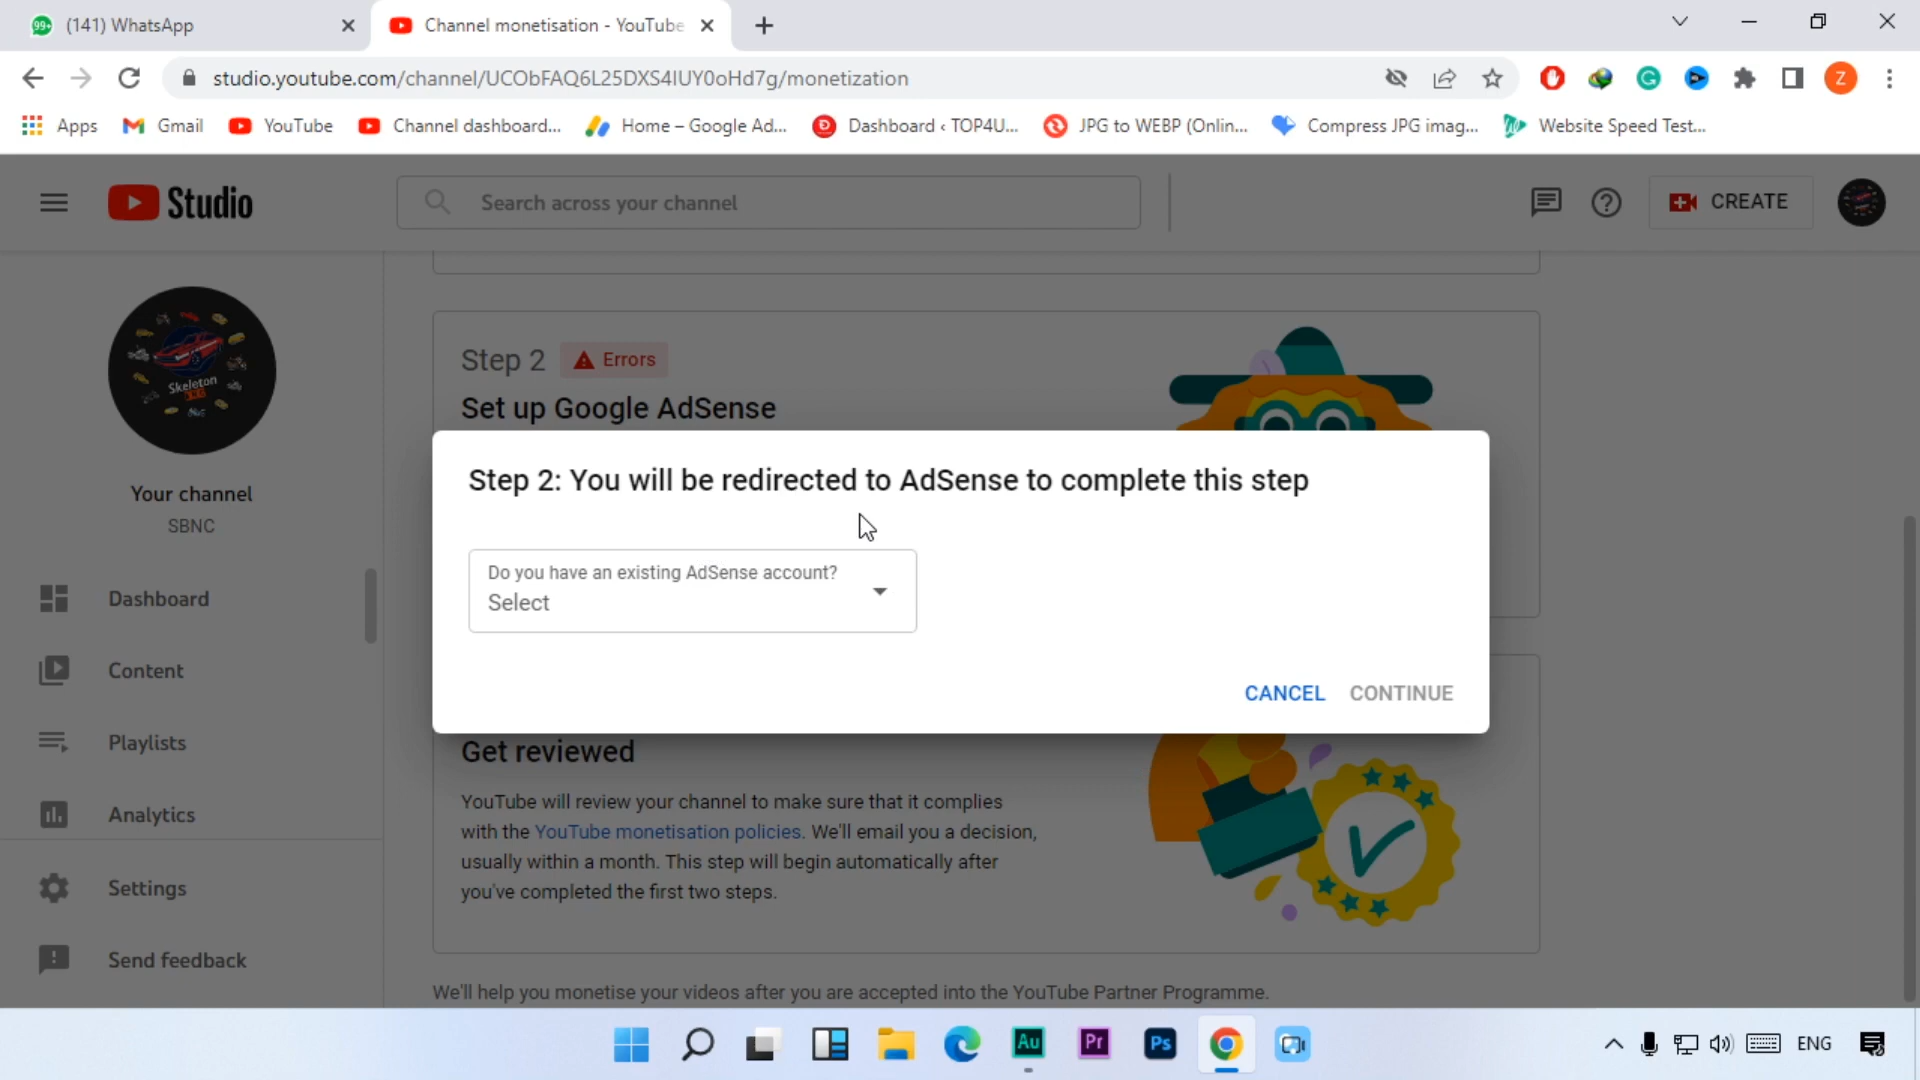 99+ (141) WhatsApp
Channel monetisation - YouTube
studio.youtube.com/channel/UCObFAQ6L25DXS4IUY0oHd7g/monetization
Z
Apps Gmail YouTube Channel dashboard... Home – Google Ad... Dashboard ‹ TOP4U... JPG to WEBP (Onlin... Compress JPG imag... Website Speed Test...
Studio
Search across your channel
CREATE
Skeleton
Your channel
SBNC
Dashboard
Content
Playlists
Analytics
Settings
Send feedback
Step 2 Errors
Set up Google AdSense
Step 2: You will be redirected to AdSense to complete this step
Do you have an existing AdSense account?
Select
CANCEL CONTINUE
Get reviewed
YouTube will review your channel to make sure that it complies
with the YouTube monetisation policies. We'll email you a decision,
usually within a month. This step will begin automatically after
you've completed the first two steps.
We'll help you monetise your videos after you are accepted into the YouTube Partner Programme.
Au Pr Ps
ENG